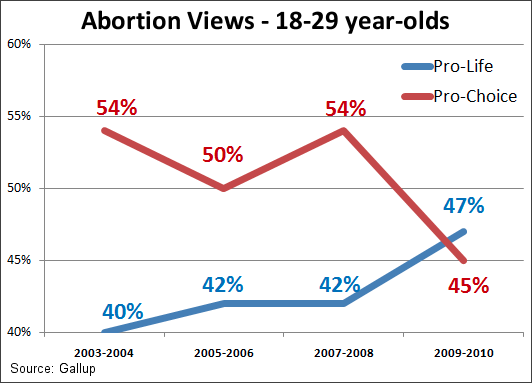 Abortion Views - 18-29 year-olds
60%
Pro-Life
Pro-Choice
55%
54%
54%
50%
50%
47%
45%
45%
42%
42%
40%
40%
2003-2004 2005-2006 2007-2008 2009-2010
Source: Gallup